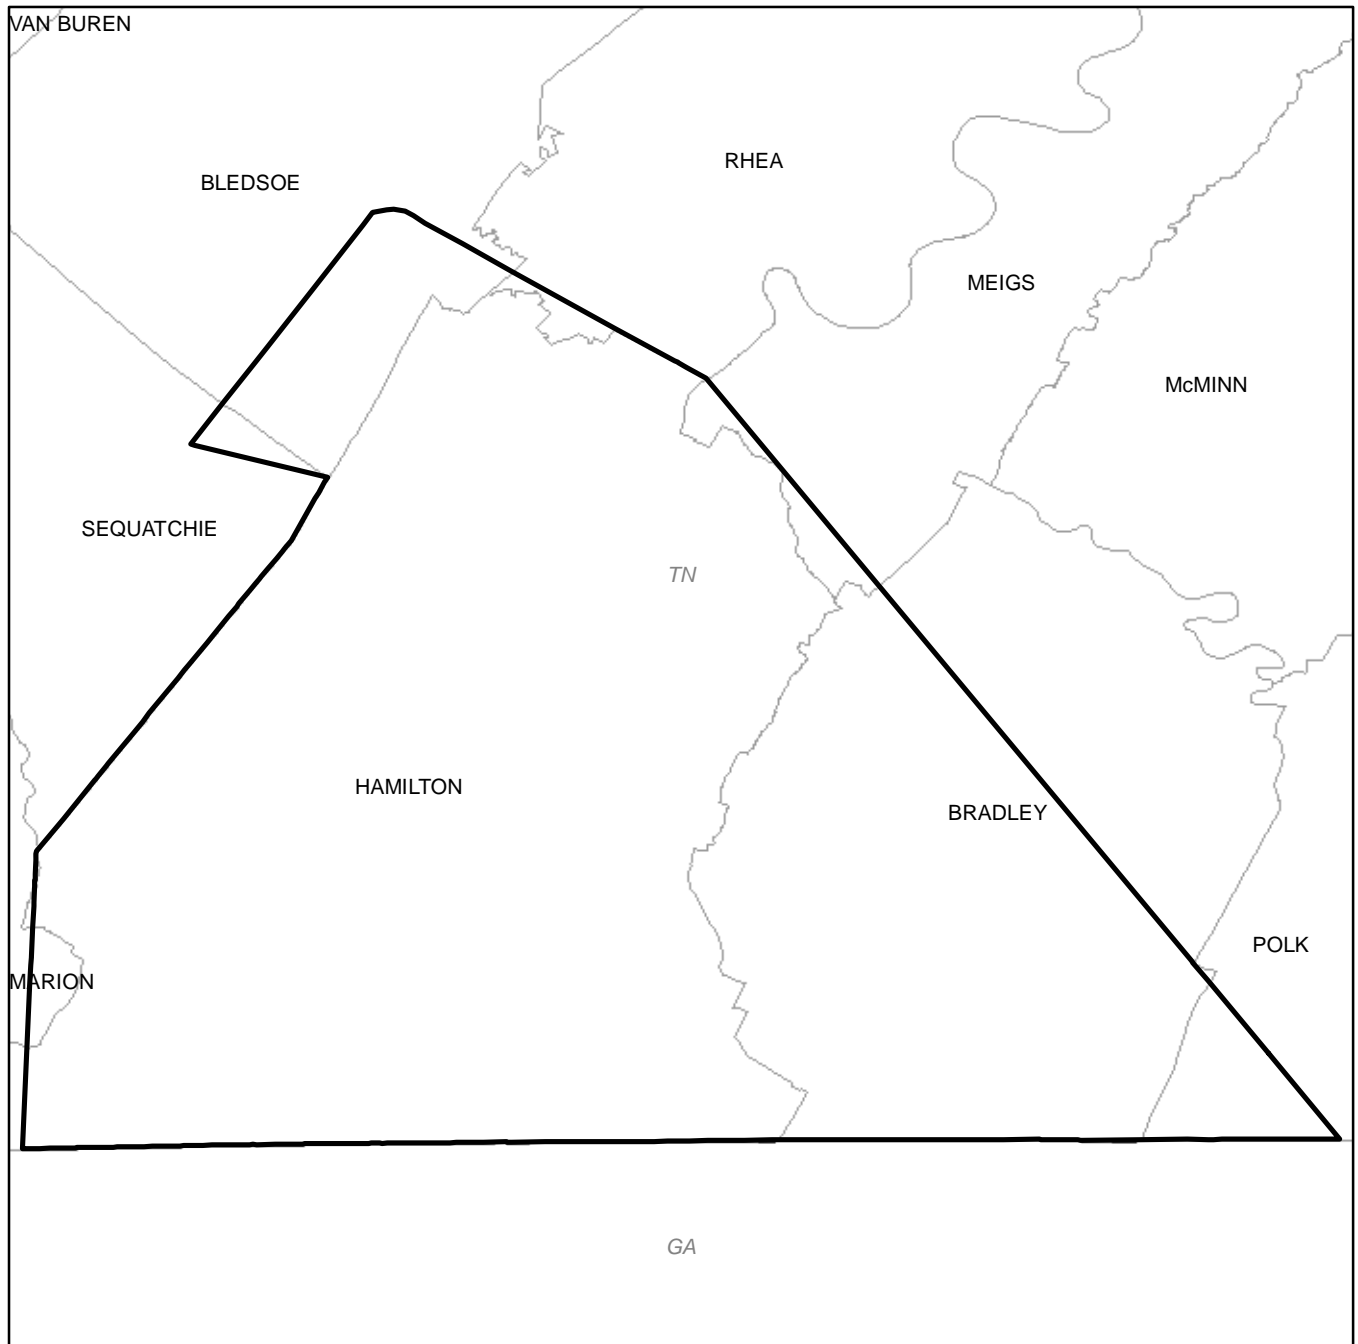 VAN BUREN
RHEA
BLEDSOE
MEIGS
McMINN
SEQUATCHIE
TN
HAMILTON
BRADLEY
POLK
MARION
GA